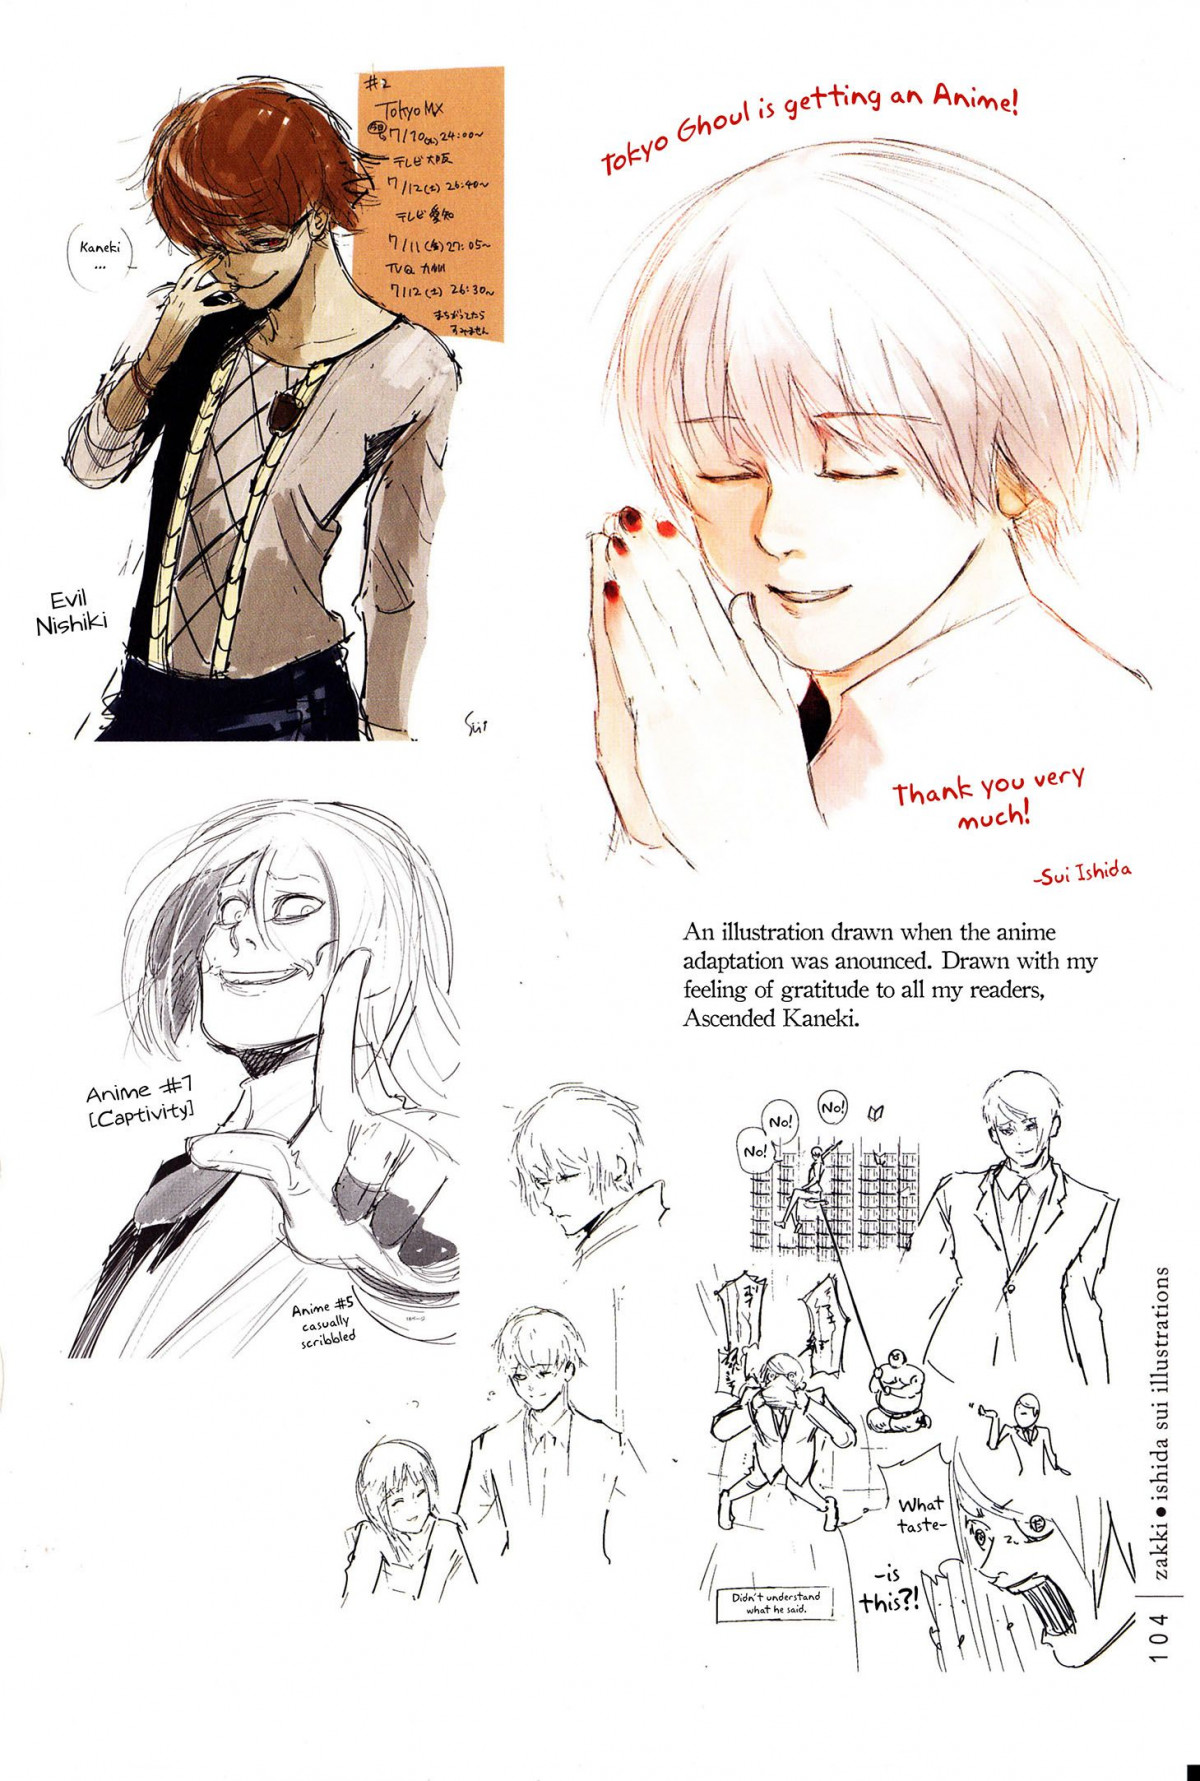 #2
Tokyo MX
7/10(木) 24:00~
テレビ大阪
7/12(土) 26:40~
テレビ愛知
7/11(金) 27:05~
TVQ 九州
7/12(土) 26:30~
まちがってたら
すみません
Kaneki
...
Evil
Nishiki
Sui
Tokyo Ghoul is getting an Anime!
Thank you very
much!
-Sui Ishida
An illustration drawn when the anime
adaptation was anounced. Drawn with my
feeling of gratitude to all my readers,
Ascended Kaneki.
Anime #7
[Captivity]
Anime #5
casually
scribbled
No!
No!
No!
What
taste-
-is
this?!
Didn't understand
what he said.
104 zakki●ishida sui illustrations